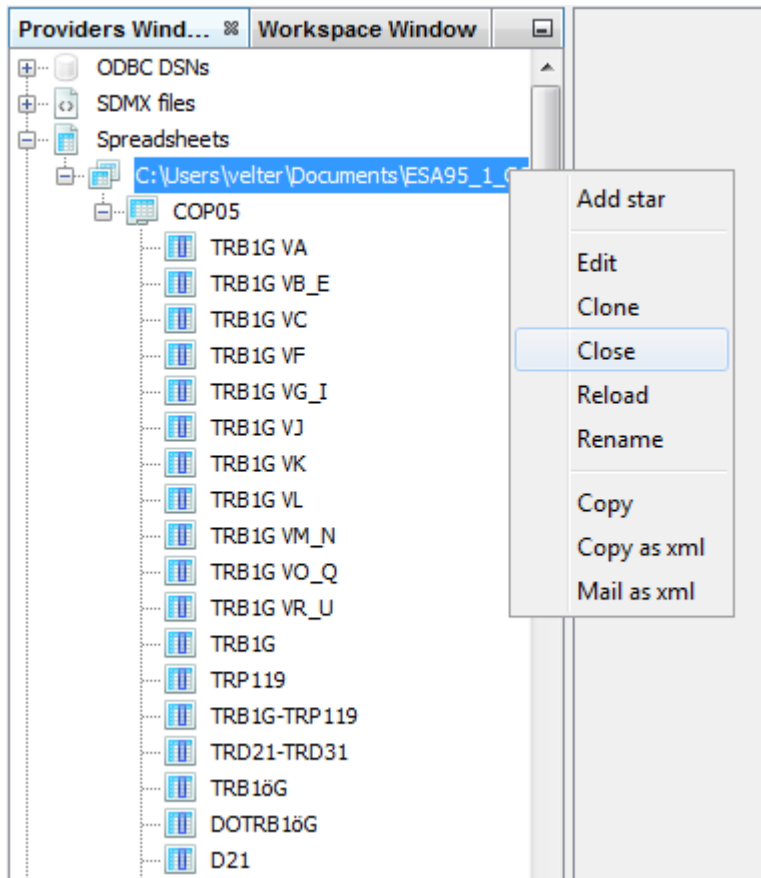 Providers Wind... Workspace Window
ODBC DSNs
SDMX files
Spreadsheets
C:\Users\velter\Documents\ESA95_1_
COP05
TRB1G VA
TRB1G VB_E
TRB1G VC
TRB1G VF
TRB1G VG_I
TRB1G VJ
TRB1G VK
TRB1G VL
TRB1G VM_N
TRB1G VO_Q
TRB1G VR_U
TRB1G
TRP119
TRB1G-TRP119
TRD21-TRD31
TRB1öG
DOTRB1öG
D21
Add star
Edit
Clone
Close
Reload
Rename
Copy
Copy as xml
Mail as xml